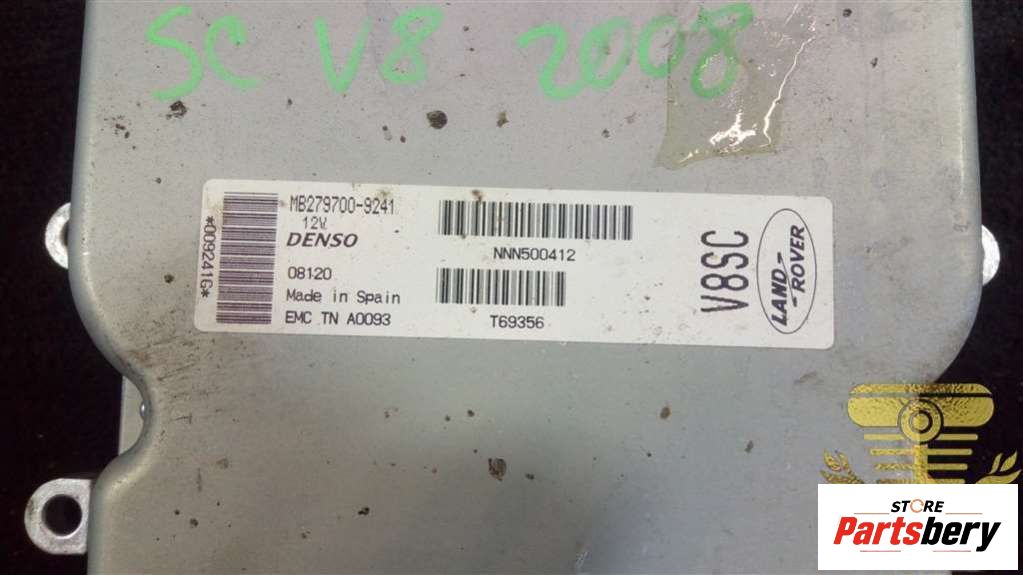 SC V8 2008
*009241G*
MB279700-9241
12V
DENSO
08120
Made in Spain
EMC TN A0093
NNN500412
T69356
V8SC
LAND-
-ROVER
STORE
Partsbery